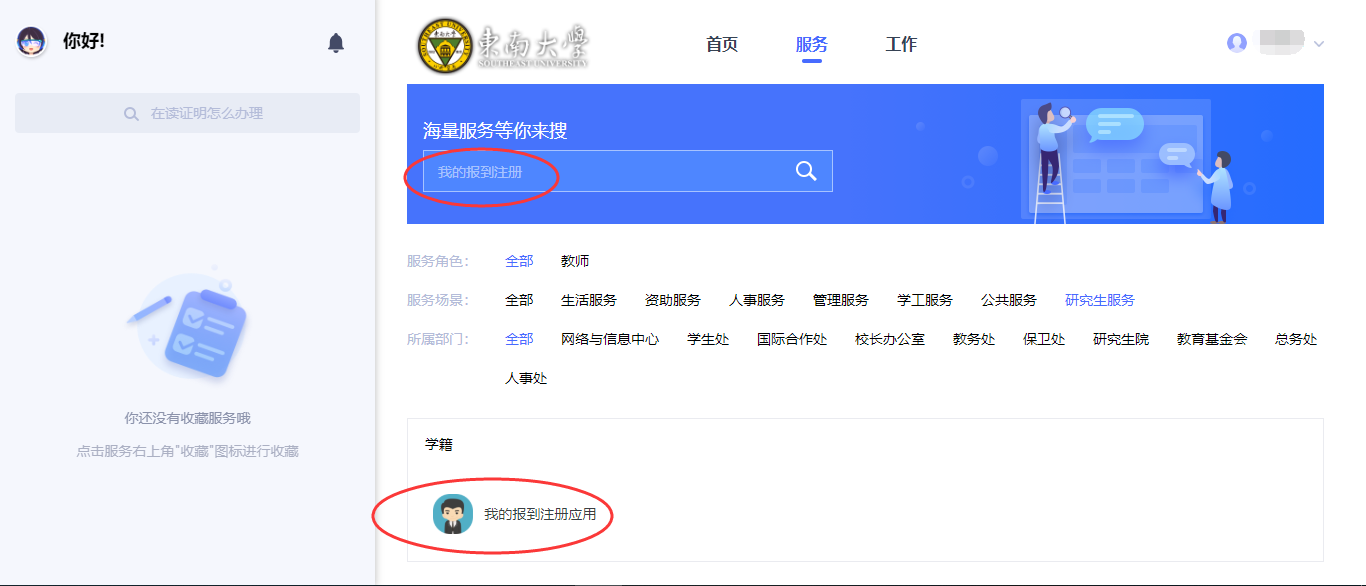 你好!
在读证明怎么办理
你还没有收藏服务哦
点击服务右上角"收藏"图标进行收藏
東南大學
SOUTHEAST UNIVERSITY
首页 服务 工作
海量服务等你来搜
我的报到注册
服务角色： 全部 教师
服务场景： 全部 生活服务 资助服务 人事服务 管理服务 学工服务 公共服务 研究生服务
所属部门： 全部 网络与信息中心 学生处 国际合作处 校长办公室 教务处 保卫处 研究生院 教育基金会 总务处
人事处
学籍
我的报到注册应用